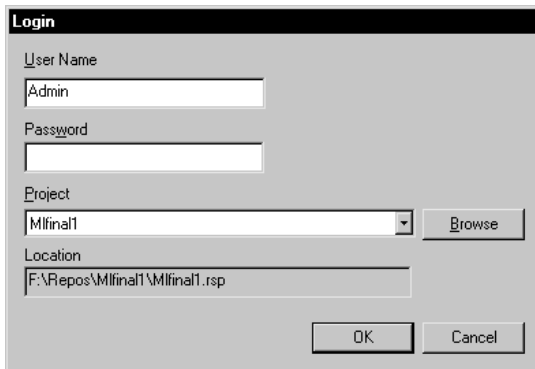 Login
User Name
Admin
Password
Project
MIfinal1
Browse
Location
F:\Repos\MIfinal1\MIfinal1.rsp
OK
Cancel